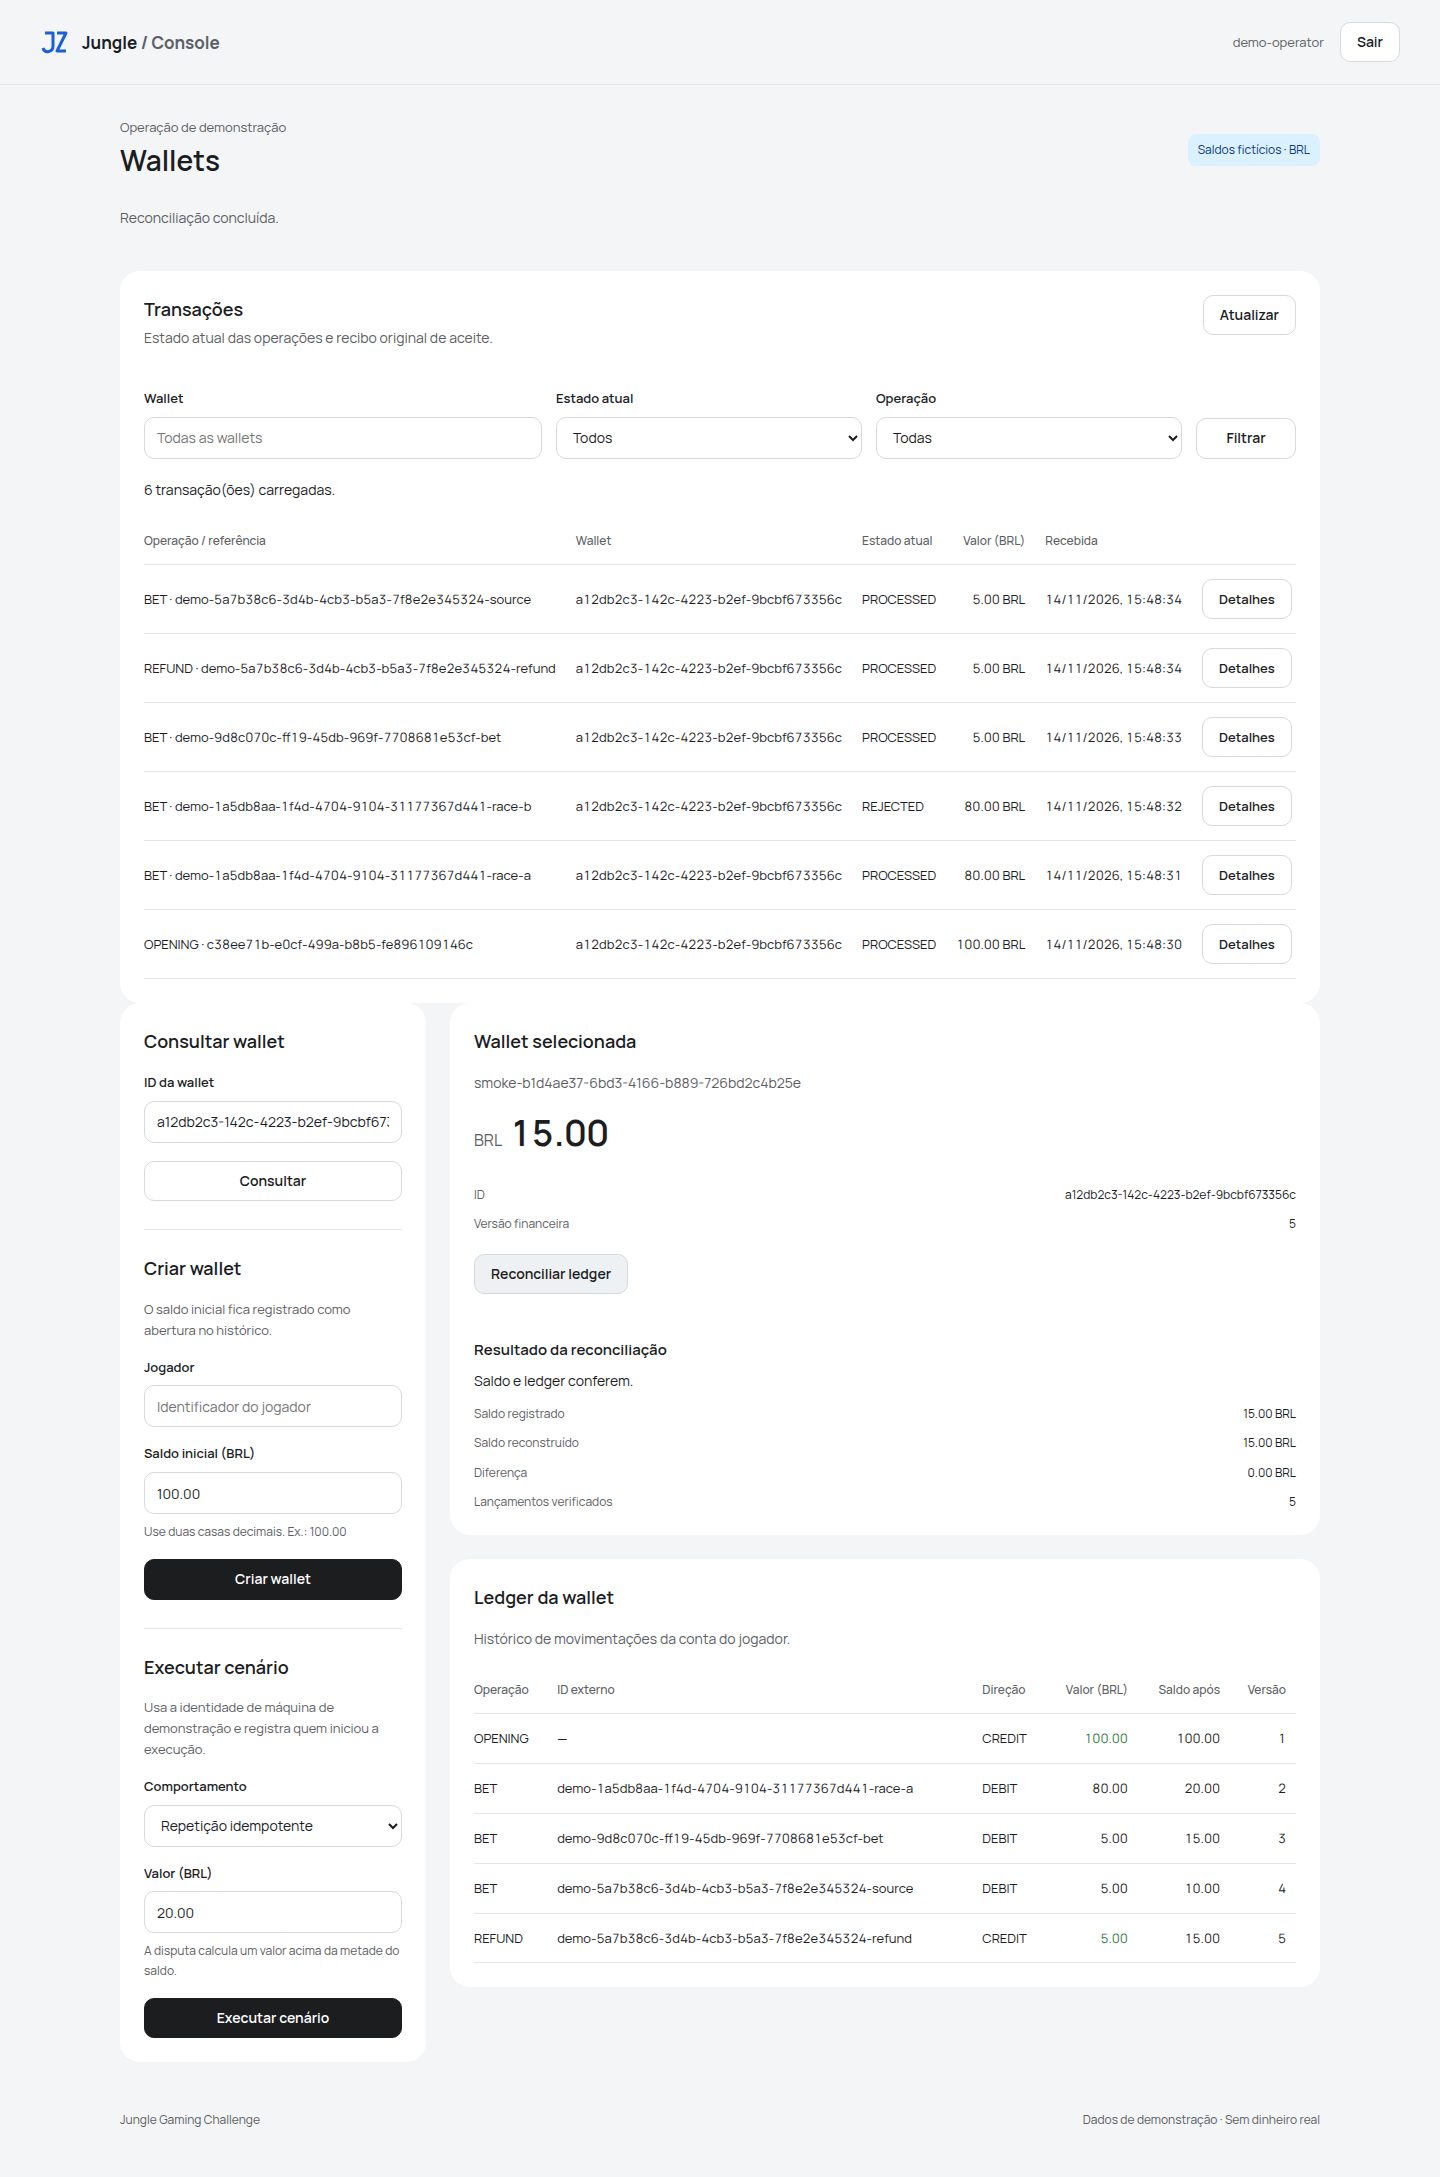 JZ Jungle / Console
demo-operator
Sair
Operação de demonstração
Wallets
Saldos fictícios · BRL
Reconciliação concluída.
Transações
Estado atual das operações e recibo original de aceite.
Atualizar
Wallet Estado atual Operação
Todas as wallets Todos Todas Filtrar
6 transação(ões) carregadas.
Operação / referência Wallet Estado atual Valor (BRL) Recebida
BET · demo-5a7b38c6-3d4b-4cb3-b5a3-7f8e2e345324-source a12db2c3-142c-4223-b2ef-9bcbf673356c PROCESSED 5.00 BRL 14/11/2026, 15:48:34 Detalhes
REFUND · demo-5a7b38c6-3d4b-4cb3-b5a3-7f8e2e345324-refund a12db2c3-142c-4223-b2ef-9bcbf673356c PROCESSED 5.00 BRL 14/11/2026, 15:48:34 Detalhes
BET · demo-9d8c070c-ff19-45db-969f-7708681e53cf-bet a12db2c3-142c-4223-b2ef-9bcbf673356c PROCESSED 5.00 BRL 14/11/2026, 15:48:33 Detalhes
BET · demo-1a5db8aa-1f4d-4704-9104-31177367d441-race-b a12db2c3-142c-4223-b2ef-9bcbf673356c REJECTED 80.00 BRL 14/11/2026, 15:48:32 Detalhes
BET · demo-1a5db8aa-1f4d-4704-9104-31177367d441-race-a a12db2c3-142c-4223-b2ef-9bcbf673356c PROCESSED 80.00 BRL 14/11/2026, 15:48:31 Detalhes
OPENING · c38ee71b-e0cf-499a-b8b5-fe896109146c a12db2c3-142c-4223-b2ef-9bcbf673356c PROCESSED 100.00 BRL 14/11/2026, 15:48:30 Detalhes
Consultar wallet
ID da wallet
a12db2c3-142c-4223-b2ef-9bcbf673
Consultar
Criar wallet
O saldo inicial fica registrado como
abertura no histórico.
Jogador
Identificador do jogador
Saldo inicial (BRL)
100.00
Use duas casas decimais. Ex.: 100.00
Criar wallet
Executar cenário
Usa a identidade de máquina de
demonstração e registra quem iniciou a
execução.
Comportamento
Repetição idempotente
Valor (BRL)
20.00
A disputa calcula um valor acima da metade do
saldo.
Executar cenário
Wallet selecionada
smoke-b1d4ae37-6bd3-4166-b889-726bd2c4b25e
BRL 15.00
ID a12db2c3-142c-4223-b2ef-9bcbf673356c
Versão financeira 5
Reconciliar ledger
Resultado da reconciliação
Saldo e ledger conferem.
Saldo registrado 15.00 BRL
Saldo reconstruído 15.00 BRL
Diferença 0.00 BRL
Lançamentos verificados 5
Ledger da wallet
Histórico de movimentações da conta do jogador.
Operação ID externo Direção Valor (BRL) Saldo após Versão
OPENING — CREDIT 100.00 100.00 1
BET demo-1a5db8aa-1f4d-4704-9104-31177367d441-race-a DEBIT 80.00 20.00 2
BET demo-9d8c070c-ff19-45db-969f-7708681e53cf-bet DEBIT 5.00 15.00 3
BET demo-5a7b38c6-3d4b-4cb3-b5a3-7f8e2e345324-source DEBIT 5.00 10.00 4
REFUND demo-5a7b38c6-3d4b-4cb3-b5a3-7f8e2e345324-refund CREDIT 5.00 15.00 5
Jungle Gaming Challenge
Dados de demonstração · Sem dinheiro real